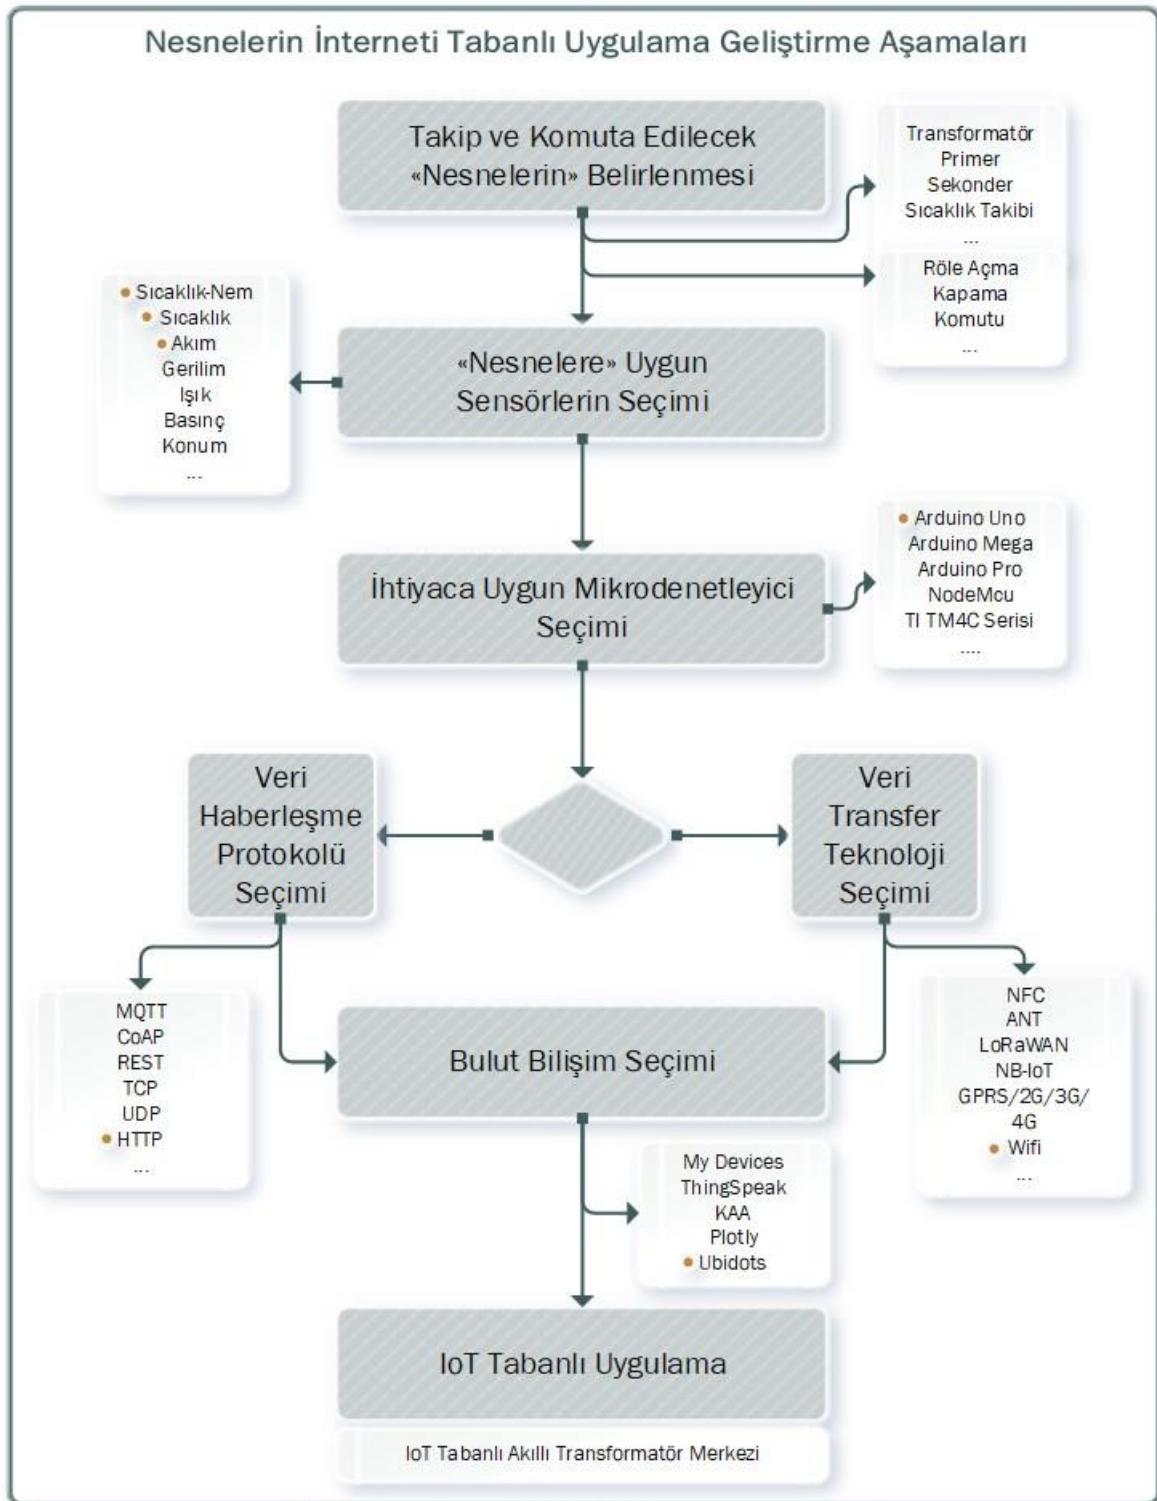 Nesnelerin İnterneti Tabanlı Uygulama Geliştirme Aşamaları
Takip ve Komuta Edilecek
«Nesnelerin» Belirlenmesi
Transformatör
Primer
Sekonder
Sıcaklık Takibi
...
Röle Açma
Kapama
Komutu
...
«Nesnelere» Uygun
Sensörlerin Seçimi
Sıcaklık-Nem
Sıcaklık
Akım
Gerilim
Işık
Basınç
Konum
...
İhtiyaca Uygun Mikrodenetleyici
Seçimi
Arduino Uno
Arduino Mega
Arduino Pro
NodeMcu
TI TM4C Serisi
....
Veri
Haberleşme
Protokolü
Seçimi
Veri
Transfer
Teknoloji
Seçimi
MQTT
CoAP
REST
TCP
UDP
HTTP
...
NFC
ANT
LoRaWAN
NB-IoT
GPRS/2G/3G/
4G
Wifi
...
Bulut Bilişim Seçimi
My Devices
ThingSpeak
KAA
Plotly
Ubidots
IoT Tabanlı Uygulama
IoT Tabanlı Akıllı Transformatör Merkezi